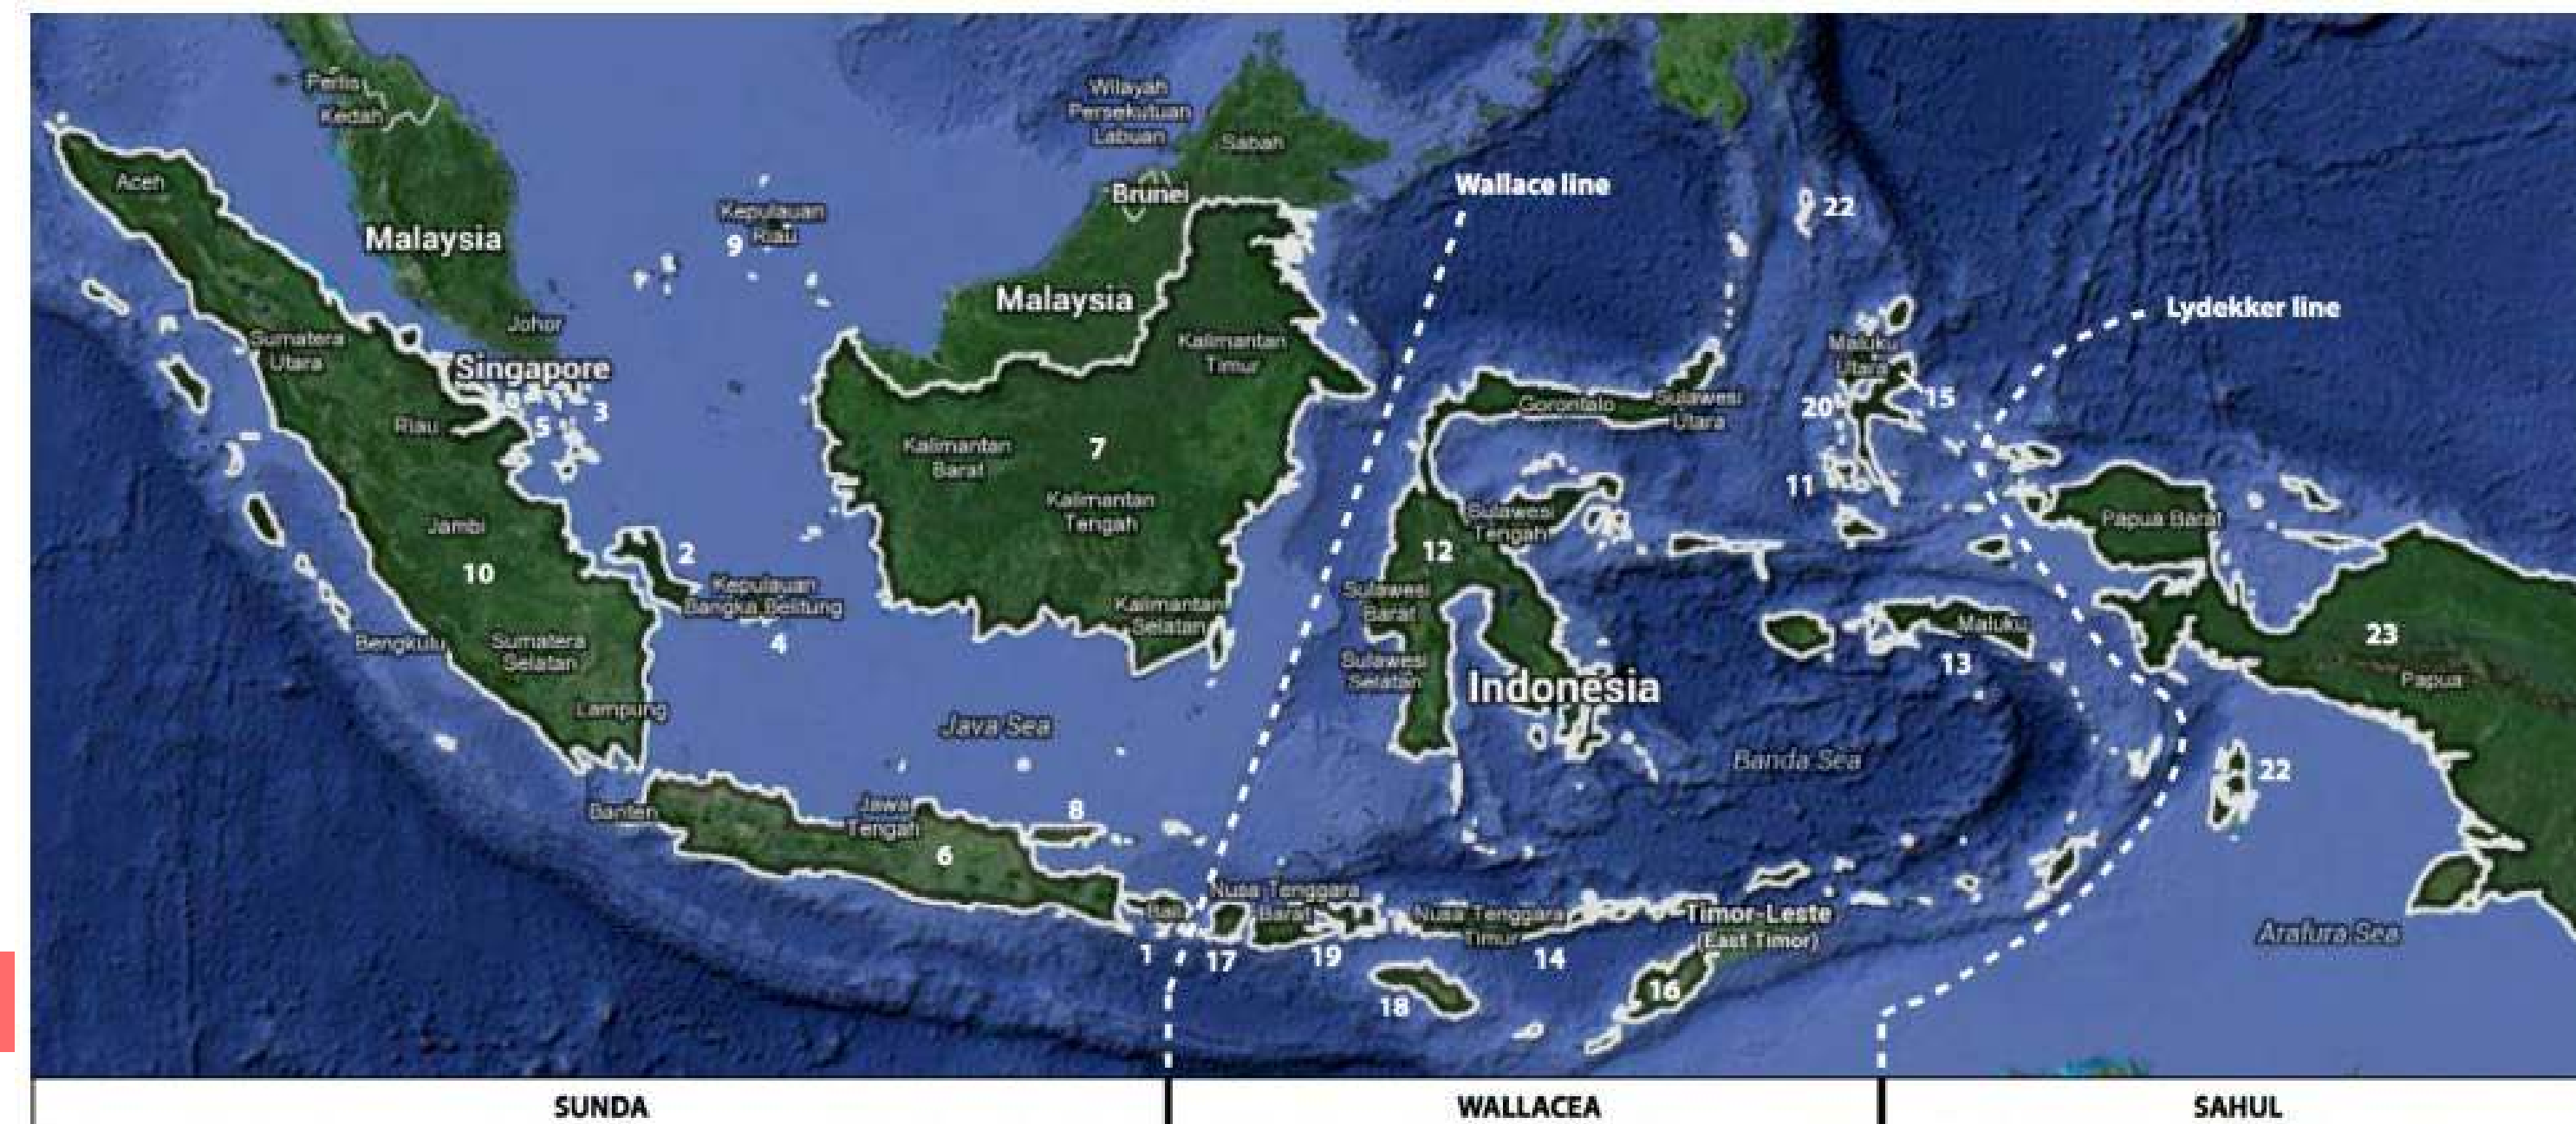 Perlis
Kedah
Wilayah
Persekutuan
Labuan
Sabah
Aceh
Brunei
Wallace line
22
Kepulauan
Riau
9
Malaysia
Malaysia
Lydekker line
Johor
Sumatera
Utara
Kalimantan
Timur
Maluku
Utara
Singapore
3
5
Riau
Gorontalo
Sulawesi
Utara
20
15
Kalimantan
Barat
7
11
Kalimantan
Tengah
Sulawesi
Tengah
Jambi
Papua Barat
10
2
12
Kepulauan
Bangka Belitung
4
Sulawesi
Barat
Kalimantan
Selatan
Maluku
13
23
Papua
Bengkulu
Sumatera
Selatan
Sulawesi
Selatan
Indonesia
Lampung
Java Sea
Banda Sea
22
Banten
Jawa
Tengah
8
6
Bali
Nusa Tenggara
Barat
Nusa Tenggara
Timur
Timor-Leste
(East Timor)
Arafura Sea
1
17
19
14
18
16
SUNDA
WALLACEA
SAHUL